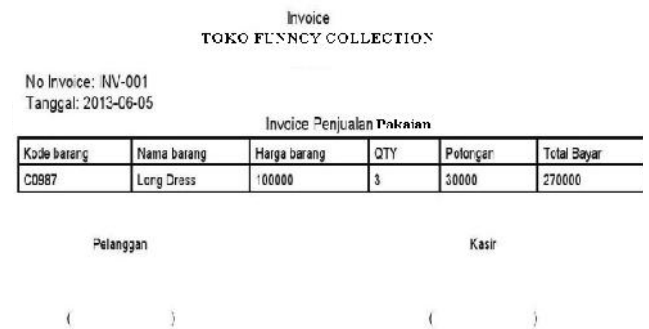 Invoice
TOKO FUNNCY COLLECTION
No Invoice: INV-001
Tanggal: 2013-06-05
Invoice Penjualan Pakaian
Kode barang Nama barang Harga barang QTY Potongan Total Bayar
C0987 Long Dress 100000 3 30000 270000
Pelanggan Kasir
( ) ( )